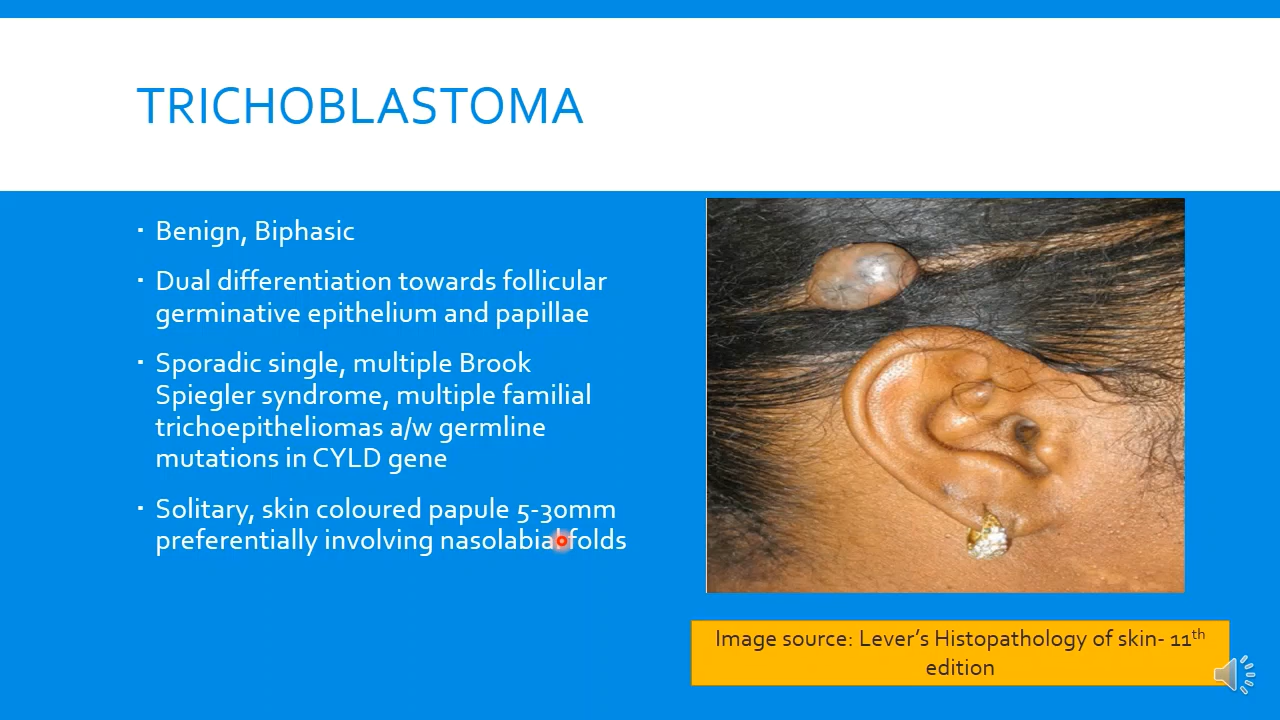 TRICHOBLASTOMA
▪ Benign, Biphasic
▪ Dual differentiation towards follicular
germinative epithelium and papillae
▪ Sporadic single, multiple Brook
Spiegler syndrome, multiple familial
trichoepitheliomas a/w germline
mutations in CYLD gene
▪ Solitary, skin coloured papule 5-30mm
preferentially involving nasolabial folds
Image source: Lever’s Histopathology of skin- 11th
edition